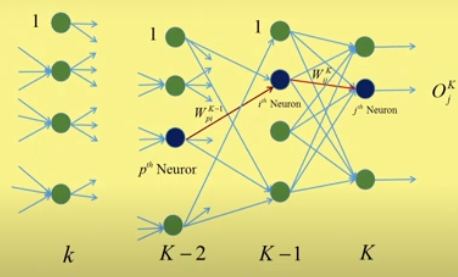 1
1
1
W_{pi}^{K-1}
W_{ij}^{K}
i^{th} Neuron
j^{th} Neuron
O_j^K
p^{th} Neuror
k
K-2
K-1
K